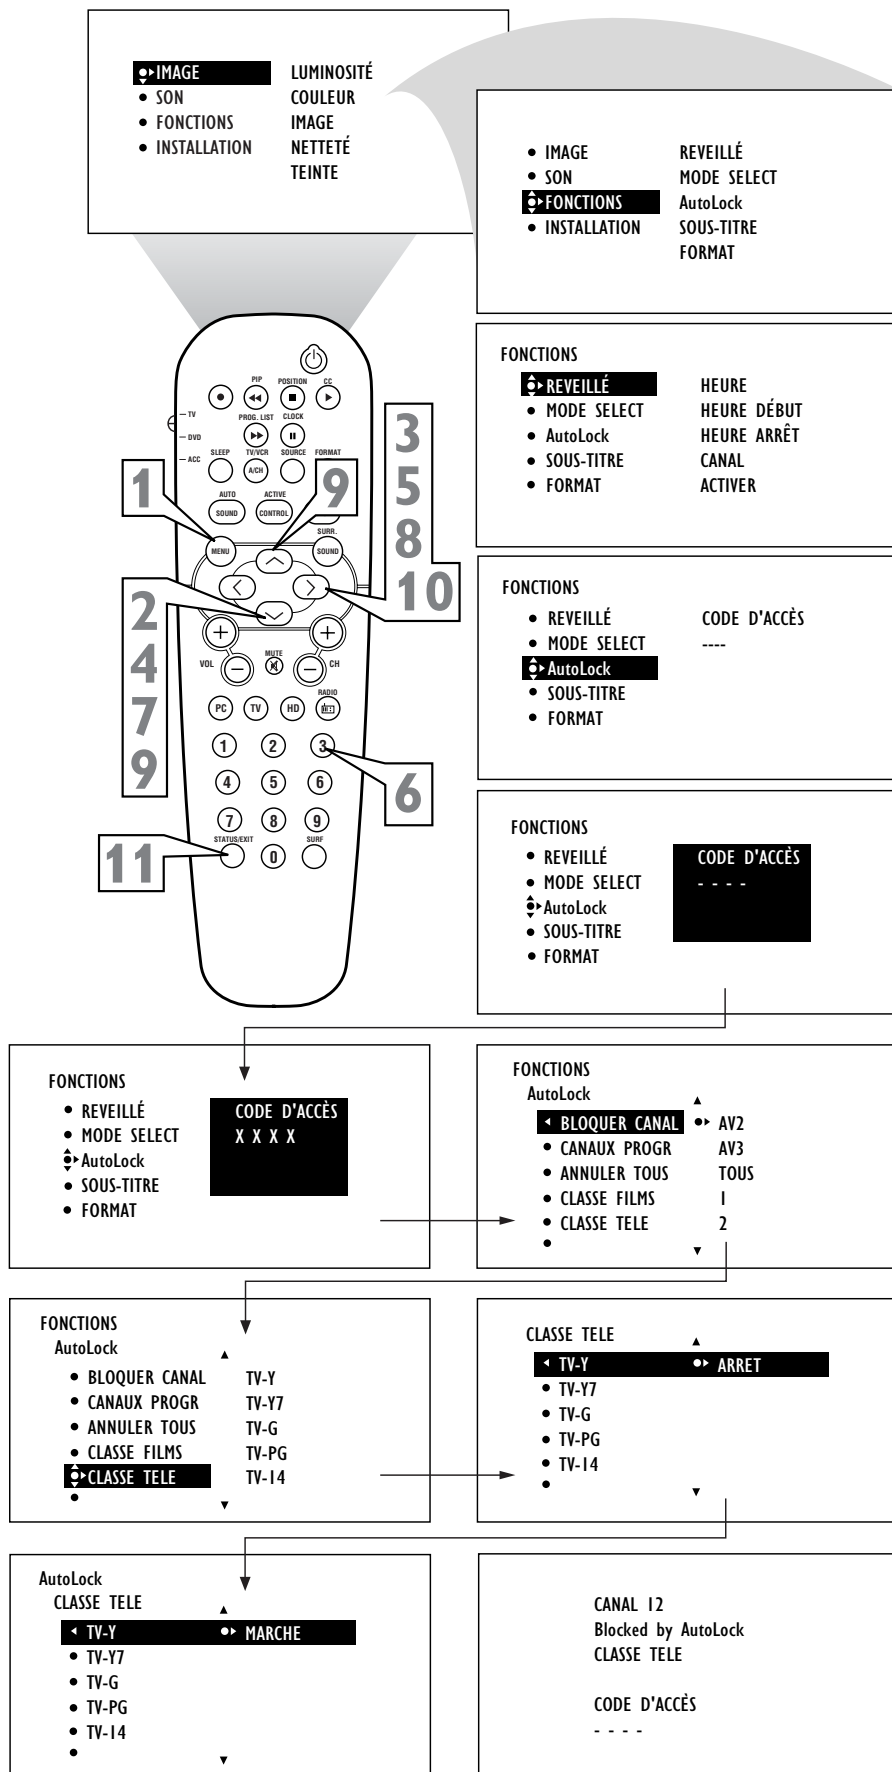 IMAGE LUMINOSITÉ
SON COULEUR
FONCTIONS IMAGE
INSTALLATION NETTETÉ
TEINTE
IMAGE REVEILLÉ
SON MODE SELECT
FONCTIONS AutoLock
INSTALLATION SOUS-TITRE
FORMAT
FONCTIONS
REVEILLÉ HEURE
MODE SELECT HEURE DÉBUT
AutoLock HEURE ARRÊT
SOUS-TITRE CANAL
FORMAT ACTIVER
FONCTIONS
REVEILLÉ CODE D'ACCÈS
MODE SELECT ----
AutoLock
SOUS-TITRE
FORMAT
FONCTIONS
REVEILLÉ CODE D'ACCÈS
MODE SELECT - - - -
AutoLock
SOUS-TITRE
FORMAT
PIP POSITION CC
TV PROG. LIST CLOCK
DVD
ACC SLEEP TV/VCR SOURCE FORMAT
A/CH
AUTO ACTIVE
SOUND CONTROL
SURR.
MENU SOUND
VOL MUTE CH
RADIO
PC TV HD
1 2 3
4 5 6
7 8 9
STATUS/EXIT SURF
0
1
9
3
5
8
10
2
4
7
9
6
11
FONCTIONS
REVEILLÉ CODE D'ACCÈS
MODE SELECT X X X X
AutoLock
SOUS-TITRE
FORMAT
FONCTIONS
AutoLock
BLOQUER CANAL AV2
CANAUX PROGR AV3
ANNULER TOUS TOUS
CLASSE FILMS 1
CLASSE TELE 2
FONCTIONS
AutoLock
BLOQUER CANAL TV-Y
CANAUX PROGR TV-Y7
ANNULER TOUS TV-G
CLASSE FILMS TV-PG
CLASSE TELE TV-14
CLASSE TELE
TV-Y ARRET
TV-Y7
TV-G
TV-PG
TV-14
AutoLock
CLASSE TELE
TV-Y MARCHE
TV-Y7
TV-G
TV-PG
TV-14
CANAL 12
Blocked by AutoLock
CLASSE TELE
CODE D'ACCÈS
- - - -